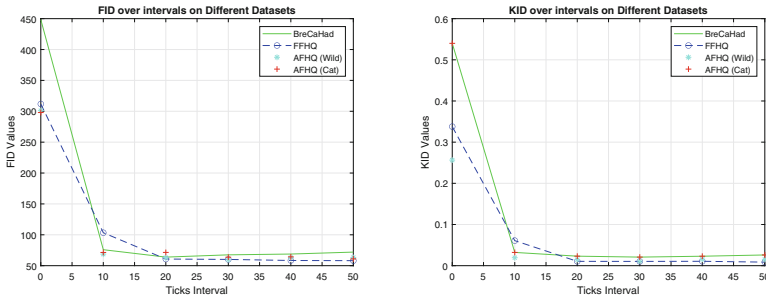 FID over intervals on Different Datasets
450
400
350
300
250
200
150
100
50
FID Values
0 5 10 15 20 25 30 35 40 45 50
Ticks Interval
BreCaHad
FFHQ
AFHQ (Wild)
AFHQ (Cat)
KID over intervals on Different Datasets
0.6
0.5
0.4
0.3
0.2
0.1
0
KID Values
0 5 10 15 20 25 30 35 40 45 50
Ticks Interval
BreCaHad
FFHQ
AFHQ (Wild)
AFHQ (Cat)